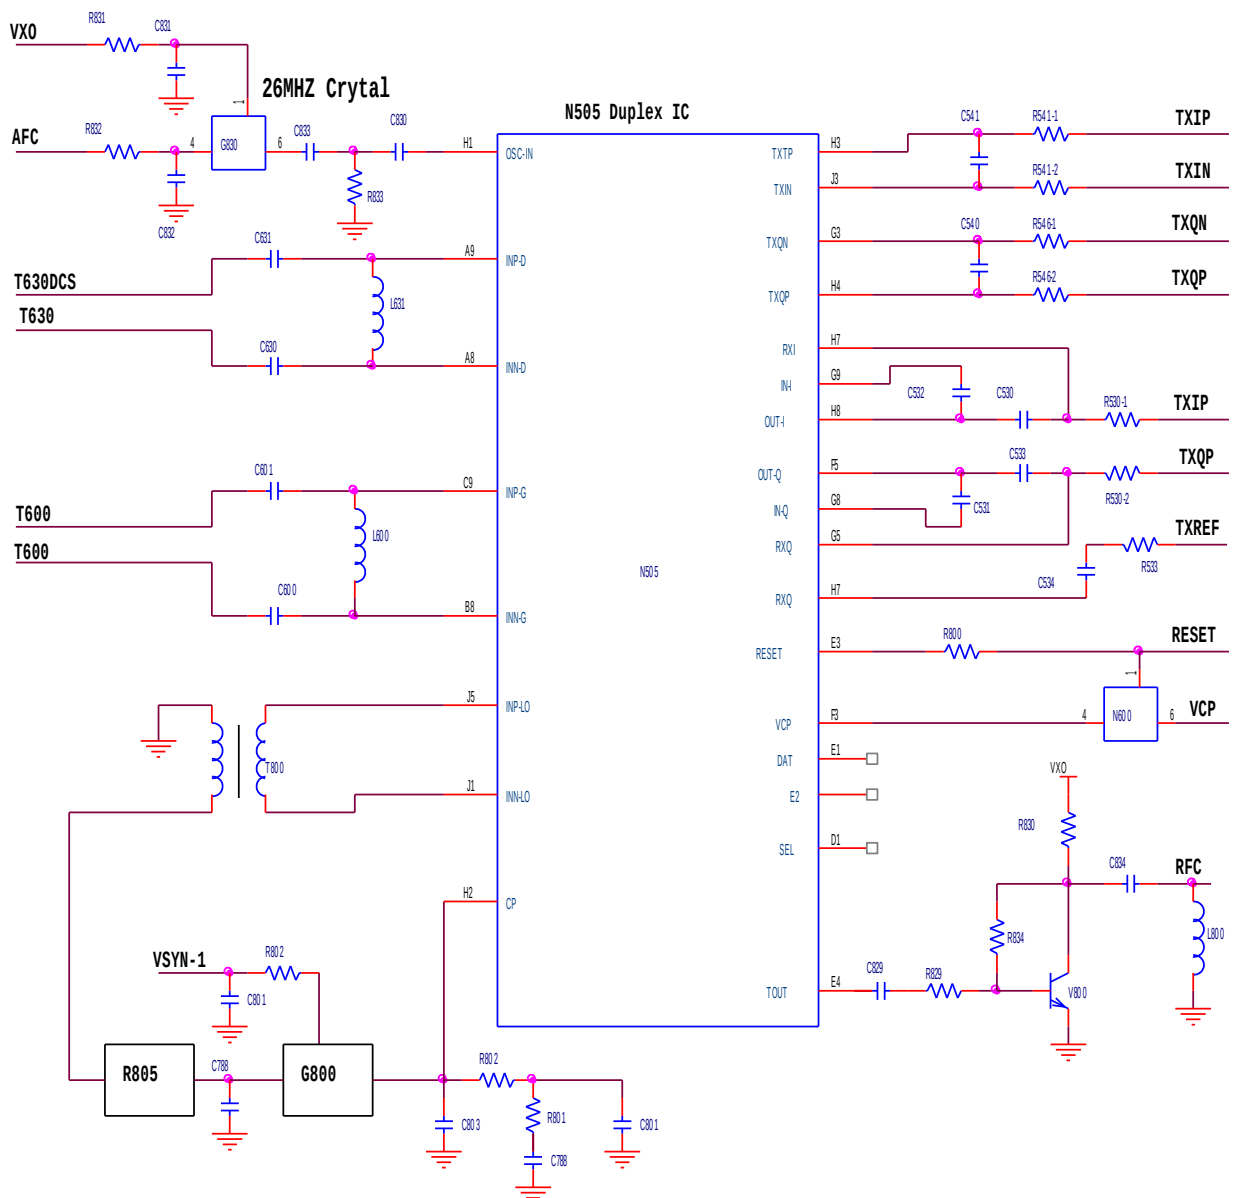 R831
C831
VXO
26MHZ Crytal
1
AFC
R832
4
G830
6
C833
C830
H1
OSC-IN
R833
C832
C631
A9
INP-D
T630DCS
T630
L631
C630
A8
INN-D
C601
C9
INP-G
T600
L600
T600
C600
B8
INN-G
J5
INP-LO
T800
J1
INN-LO
H2
CP
VSYN-1
R802
C801
R805
C788
G800
R802
C803
R801
C801
C788
N505 Duplex IC
N505
TXTP
H3
C541
R541-1
TXIP
TXIN
J3
R541-2
TXIN
TXQN
G3
C540
R546-1
TXQN
TXQP
H4
R546-2
TXQP
RXI
H7
IN-I
G9
C532
C530
R530-1
TXIP
OUT-I
H8
OUT-Q
F5
C533
TXQP
R530-2
IN-Q
G8
C531
RXQ
G5
TXREF
R533
C534
RXQ
H7
RESET
E3
R800
RESET
1
VCP
F3
4
N600
6
VCP
DAT
E1
E2
SEL
D1
VXO
R830
C834
RFC
R834
L800
TOUT
E4
C829
R829
V800